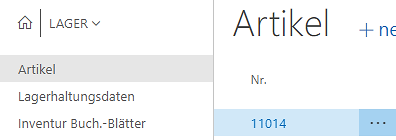 LAGER
Artikel
Lagerhaltungsdaten
Inventur Buch.-Blätter
Artikel
+ ne
Nr.
11014